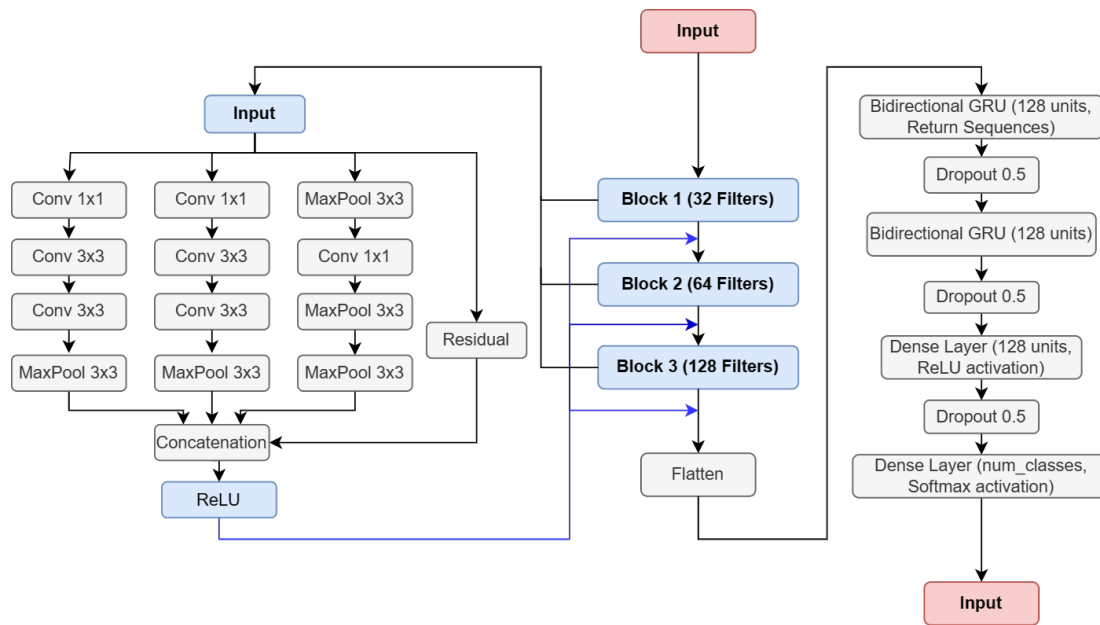 Input
Input
Conv 1x1
Conv 1x1
MaxPool 3x3
Conv 3x3
Conv 3x3
Conv 1x1
Conv 3x3
Conv 3x3
MaxPool 3x3
Residual
MaxPool 3x3
MaxPool 3x3
MaxPool 3x3
Concatenation
ReLU
Block 1 (32 Filters)
Block 2 (64 Filters)
Block 3 (128 Filters)
Flatten
Bidirectional GRU (128 units,
Return Sequences)
Dropout 0.5
Bidirectional GRU (128 units)
Dropout 0.5
Dense Layer (128 units,
ReLU activation)
Dropout 0.5
Dense Layer (num_classes,
Softmax activation)
Input